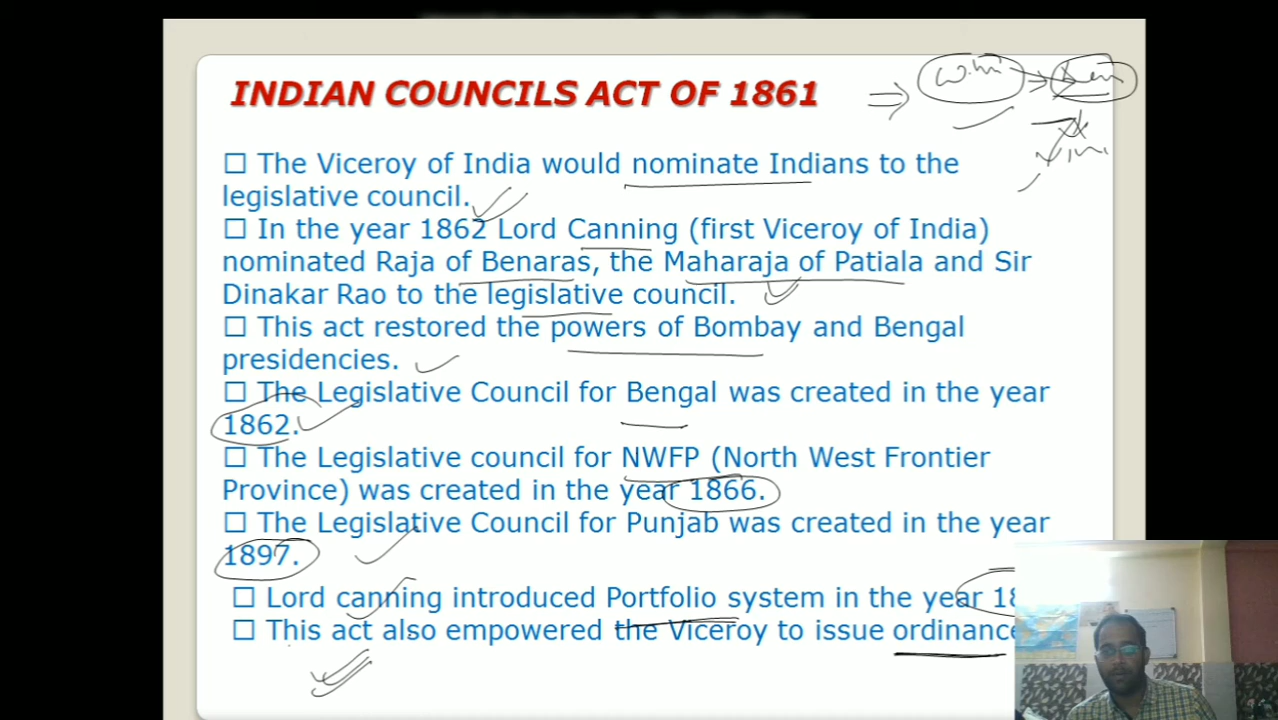 INDIAN COUNCILS ACT OF 1861
☐ The Viceroy of India would nominate Indians to the
legislative council.
☐ In the year 1862 Lord Canning (first Viceroy of India)
nominated Raja of Benaras, the Maharaja of Patiala and Sir
Dinakar Rao to the legislative council.
☐ This act restored the powers of Bombay and Bengal
presidencies.
☐ The Legislative Council for Bengal was created in the year
1862.
☐ The Legislative council for NWFP (North West Frontier
Province) was created in the year 1866.
☐ The Legislative Council for Punjab was created in the year
1897.
☐ Lord canning introduced Portfolio system in the year 18
☐ This act also empowered the Viceroy to issue ordinance